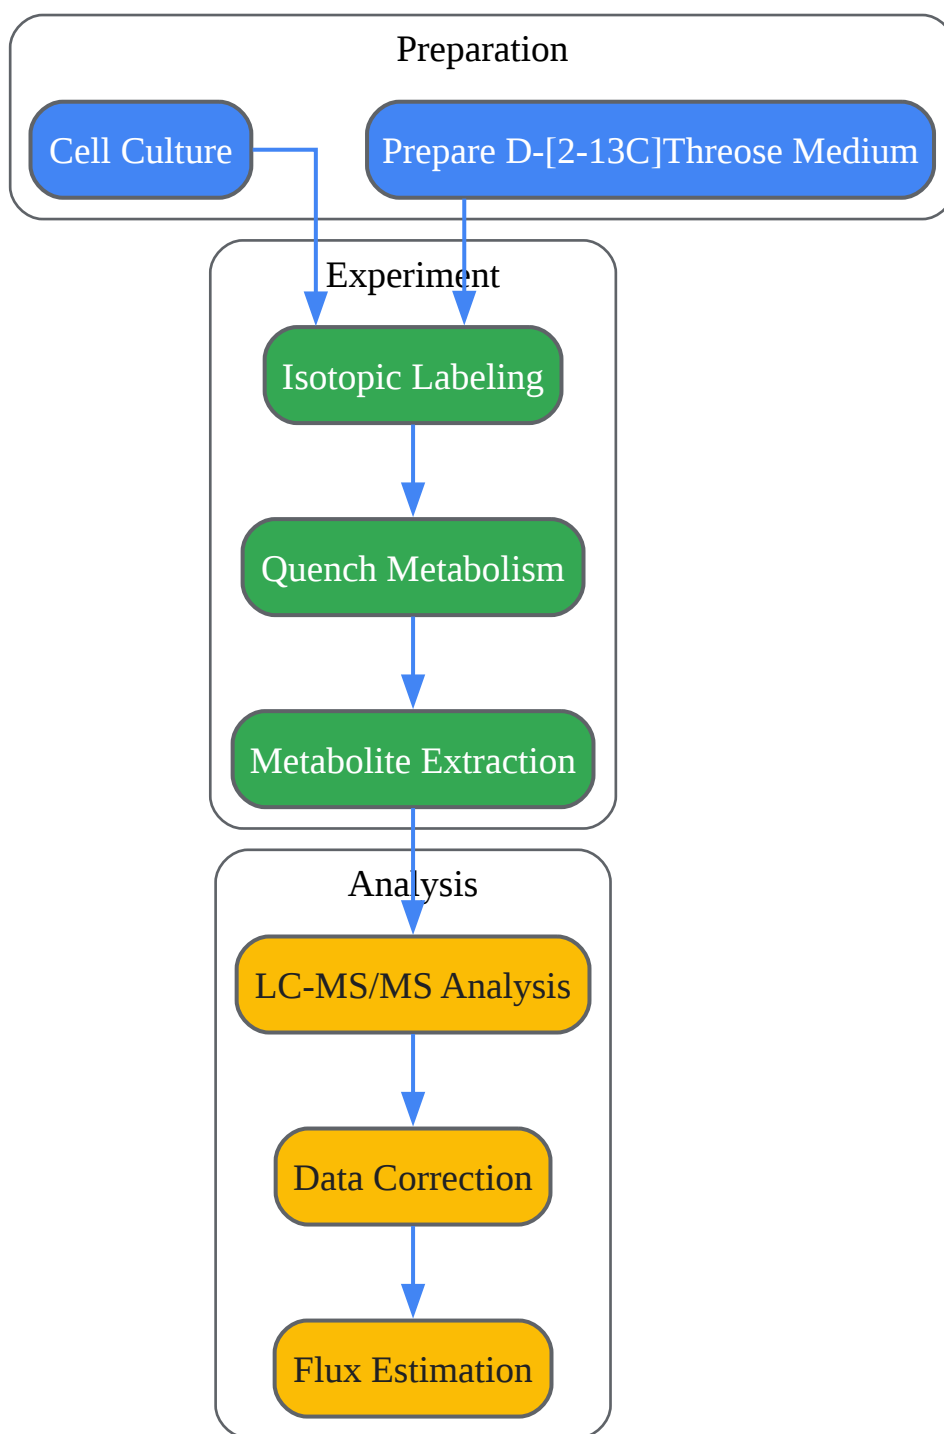 Preparation
Cell Culture
Prepare D-[2-13C]Threose Medium
Experiment
Isotopic Labeling
Quench Metabolism
Metabolite Extraction
Analysis
LC-MS/MS Analysis
Data Correction
Flux Estimation